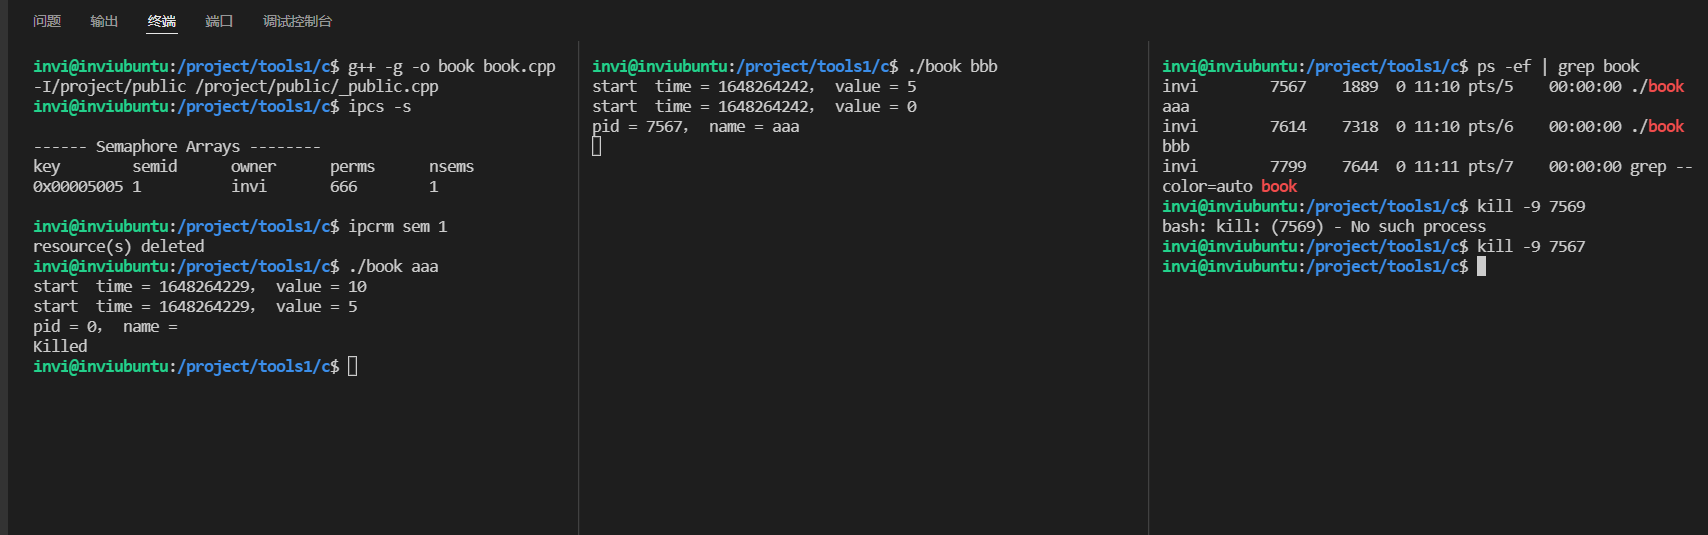 问题 输出 终端 端口 调试控制台
invi@inviubuntu:/project/tools1/c$ g++ -g -o book book.cpp
-I/project/public /project/public/_public.cpp
invi@inviubuntu:/project/tools1/c$ ipcs -s
------ Semaphore Arrays --------
key        semid      owner      perms      nsems
0x00005005 1          invi       666        1
invi@inviubuntu:/project/tools1/c$ ipcrm sem 1
resource(s) deleted
invi@inviubuntu:/project/tools1/c$ ./book aaa
start  time = 1648264229,  value = 10
start  time = 1648264229,  value = 5
pid = 0,  name =
Killed
invi@inviubuntu:/project/tools1/c$
invi@inviubuntu:/project/tools1/c$ ./book bbb
start  time = 1648264242,  value = 5
start  time = 1648264242,  value = 0
pid = 7567,  name = aaa
invi@inviubuntu:/project/tools1/c$ ps -ef | grep book
invi        7567    1889  0 11:10 pts/5    00:00:00 ./book
aaa
invi        7614    7318  0 11:10 pts/6    00:00:00 ./book
bbb
invi        7799    7644  0 11:11 pts/7    00:00:00 grep --
color=auto book
invi@inviubuntu:/project/tools1/c$ kill -9 7569
bash: kill: (7569) - No such process
invi@inviubuntu:/project/tools1/c$ kill -9 7567
invi@inviubuntu:/project/tools1/c$